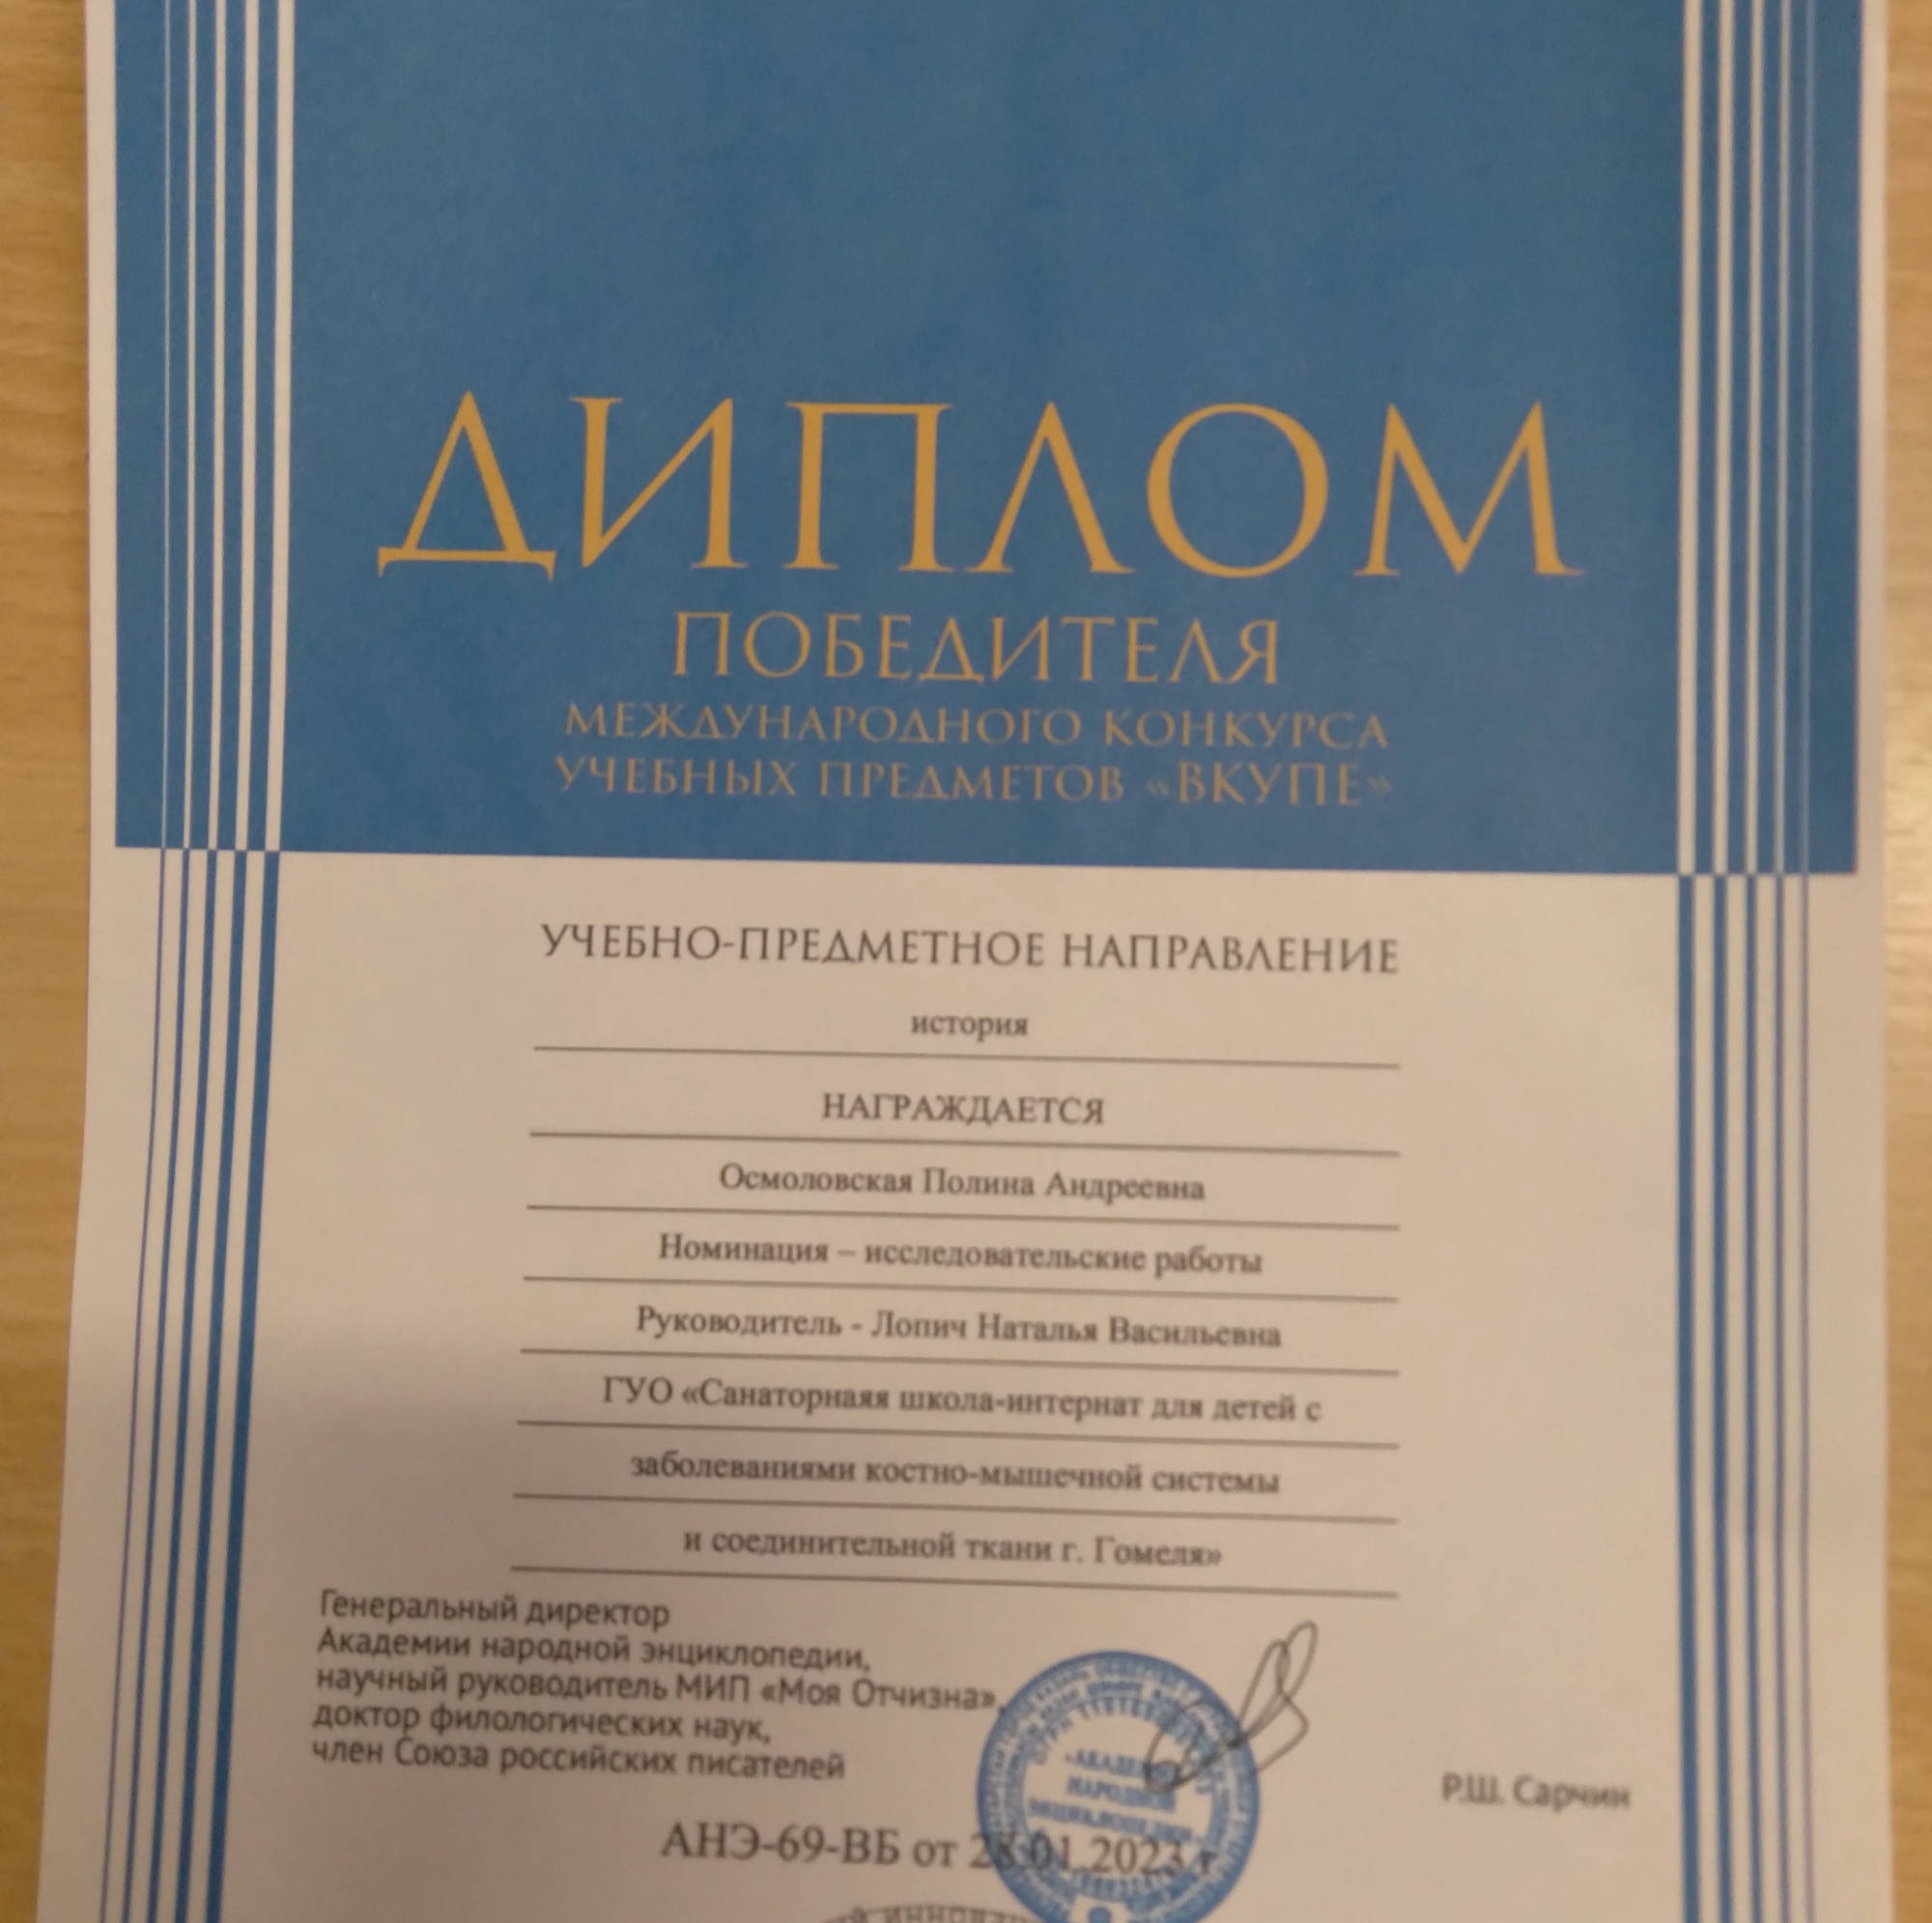 ДИПЛОМ
ПОБЕДИТЕЛЯ
МЕЖДУНАРОДНОГО КОНКУРСА
УЧЕБНЫХ ПРЕДМЕТОВ «ВКУПЕ»
УЧЕБНО-ПРЕДМЕТНОЕ НАПРАВЛЕНИЕ
история
НАГРАЖДАЕТСЯ
Осмоловская Полина Андреевна
Номинация – исследовательские работы
Руководитель - Лопич Наталья Васильевна
ГУО «Санаторнаяя школа-интернат для детей с
заболеваниями костно-мышечной системы
и соединительной ткани г. Гомеля»
Генеральный директор
Академии народной энциклопедии,
научный руководитель МИП «Моя Отчизна»,
доктор филологических наук,
член Союза российских писателей
Р.Ш. Сарчин
НАРОДНОЙ
АНЭ-69-ВБ от 28.01.2023 г.